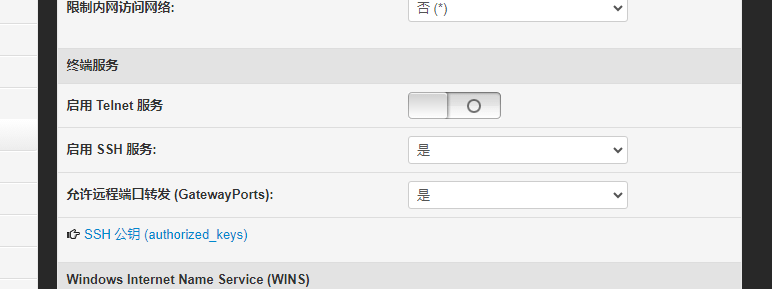 限制内网访问网络:
否 (*)
终端服务
启用 Telnet 服务
启用 SSH 服务:
是
允许远程端口转发 (GatewayPorts):
是
SSH 公钥 (authorized_keys)
Windows Internet Name Service (WINS)